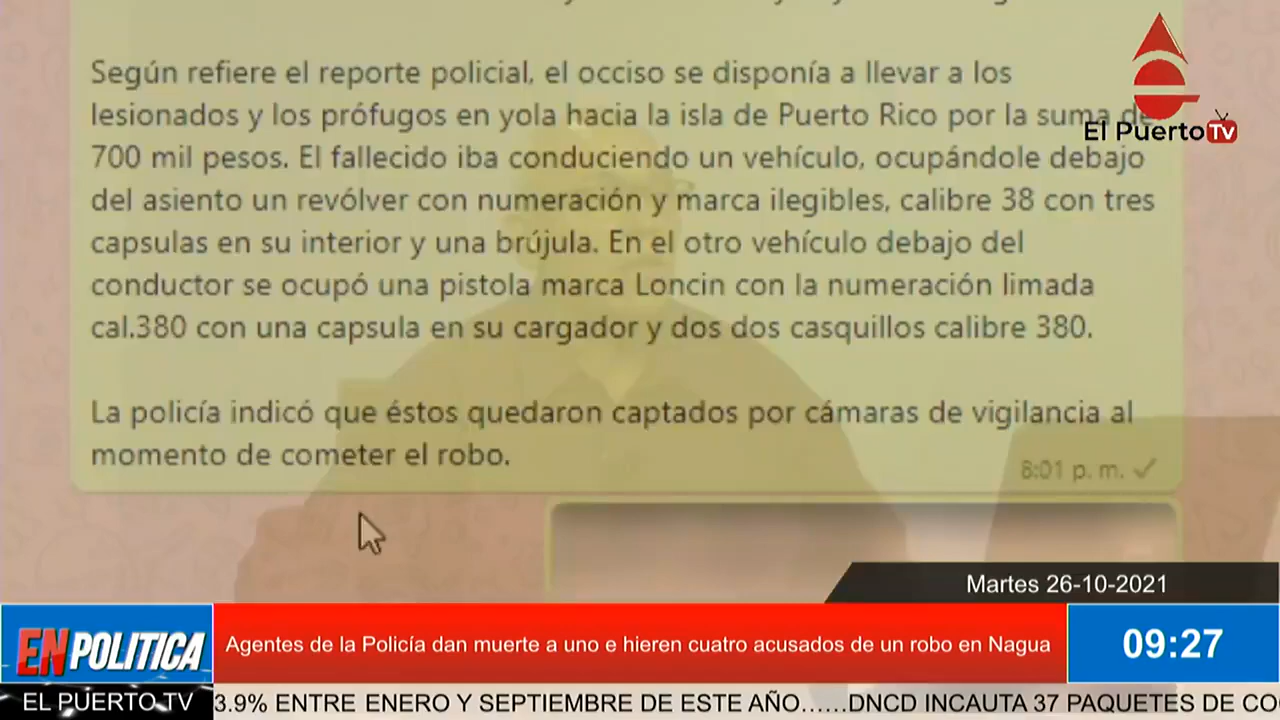 Según refiere el reporte policial, el occiso se disponía a llevar a los
lesionados y los prófugos en yola hacia la isla de Puerto Rico por la suma de
700 mil pesos. El fallecido iba conduciendo un vehículo, ocupándole debajo
del asiento un revólver con numeración y marca ilegibles, calibre 38 con tres
capsulas en su interior y una brújula. En el otro vehículo debajo del
conductor se ocupó una pistola marca Loncin con la numeración limada
cal.380 con una capsula en su cargador y dos dos casquillos calibre 380.
La policía indicó que éstos quedaron captados por cámaras de vigilancia al
momento de cometer el robo.
8:01 p. m.
El Puerto TV
Martes 26-10-2021
EN POLITICA
Agentes de la Policía dan muerte a uno e hieren cuatro acusados de un robo en Nagua
09:27
EL PUERTO TV
3.9% ENTRE ENERO Y SEPTIEMBRE DE ESTE AÑO......DNCD INCAUTA 37 PAQUETES DE CO